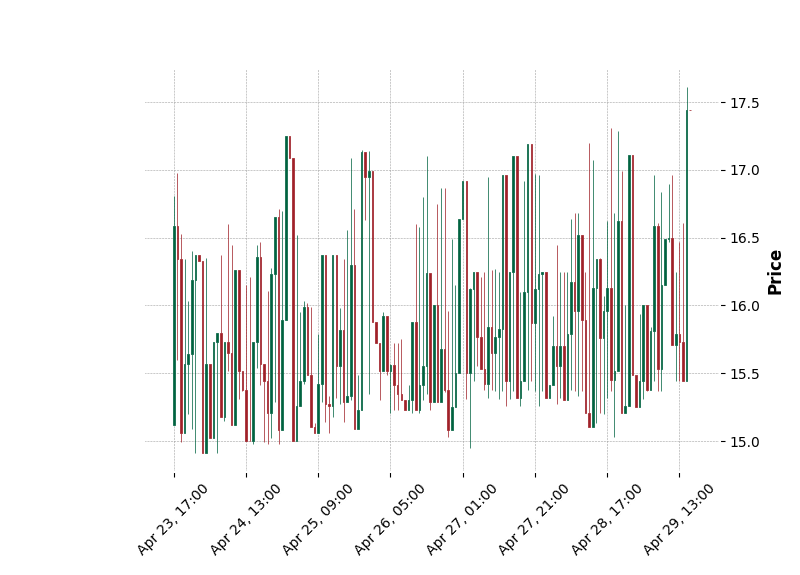 17.5
17.0
16.5
16.0
15.5
15.0
Price
Apr 23, 17:00
Apr 24, 13:00
Apr 25, 09:00
Apr 26, 05:00
Apr 27, 01:00
Apr 27, 21:00
Apr 28, 17:00
Apr 29, 13:00